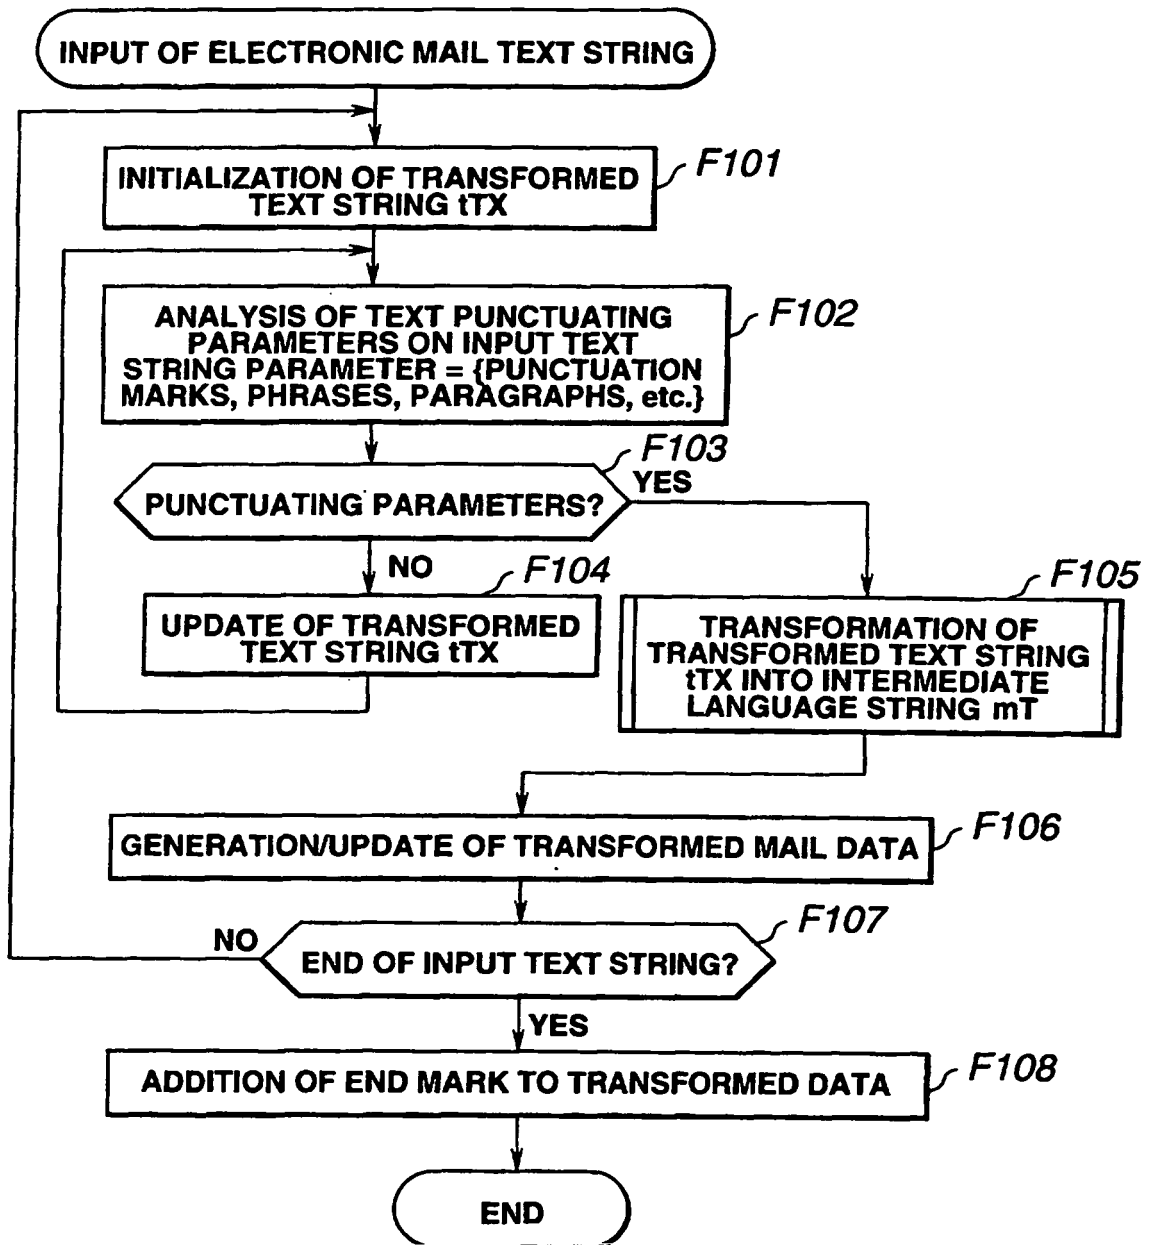 INPUT OF ELECTRONIC MAIL TEXT STRING
F101
INITIALIZATION OF TRANSFORMED
TEXT STRING tTX
F102
ANALYSIS OF TEXT PUNCTUATING
PARAMETERS ON INPUT TEXT
STRING PARAMETER = {PUNCTUATION
MARKS, PHRASES, PARAGRAPHS, etc.}
F103
PUNCTUATING PARAMETERS?
YES
NO
F104
UPDATE OF TRANSFORMED
TEXT STRING tTX
F105
TRANSFORMATION OF
TRANSFORMED TEXT STRING
tTX INTO INTERMEDIATE
LANGUAGE STRING mT
F106
GENERATION/UPDATE OF TRANSFORMED MAIL DATA
F107
NO
END OF INPUT TEXT STRING?
YES
F108
ADDITION OF END MARK TO TRANSFORMED DATA
END